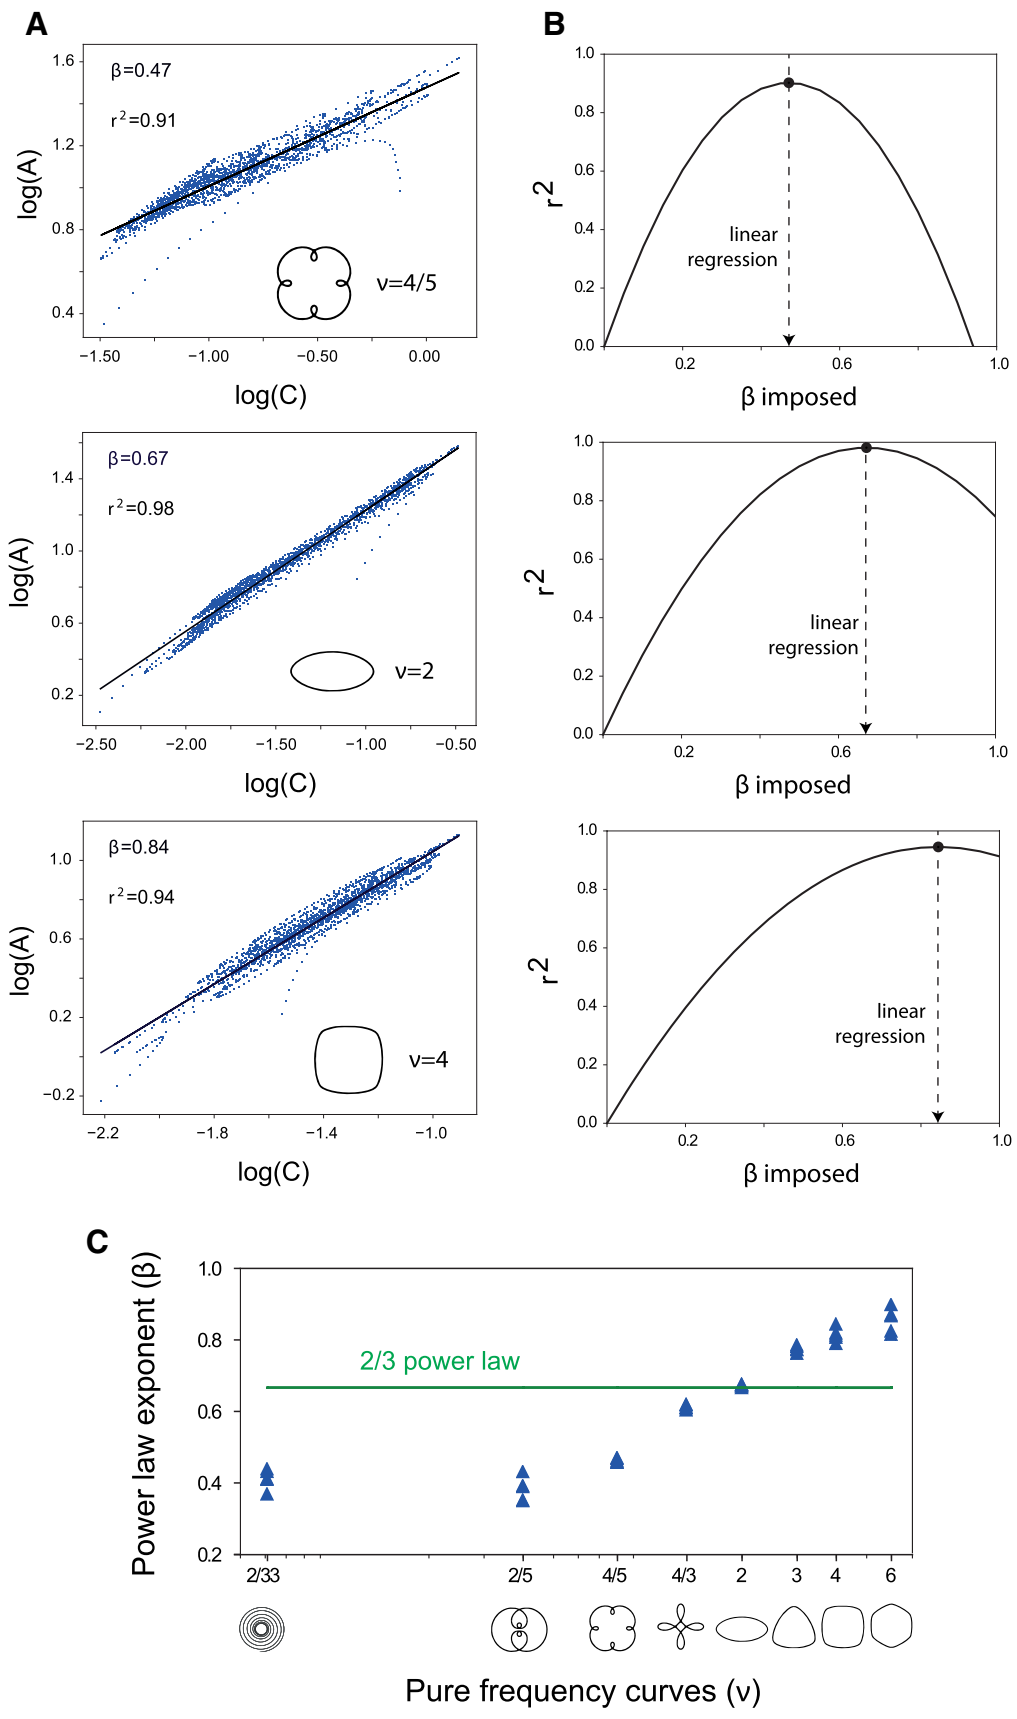 A
B
1.6
1.2
0.8
0.4
log(A)
β=0.47
r²=0.91
ν=4/5
−1.50
−1.00
−0.50
0.00
log(C)
1.0
0.8
0.6
0.4
0.2
0.0
r²
linear
regression
0.2
0.6
1.0
β imposed
1.4
1.0
0.6
0.2
log(A)
β=0.67
r²=0.98
ν=2
−2.50
−2.00
−1.50
−1.00
−0.50
log(C)
1.0
0.8
0.6
0.4
0.2
0.0
r²
linear
regression
0.2
0.6
1.0
β imposed
1.0
0.6
0.2
−0.2
log(A)
β=0.84
r²=0.94
ν=4
−2.2
−1.8
−1.4
−1.0
log(C)
1.0
0.8
0.6
0.4
0.2
0.0
r²
linear
regression
0.2
0.6
1.0
β imposed
C
Power law exponent (β)
1.0
0.8
0.6
0.4
0.2
2/3 power law
2/33
2/5
4/5
4/3
2
3
4
6
Pure frequency curves (ν)